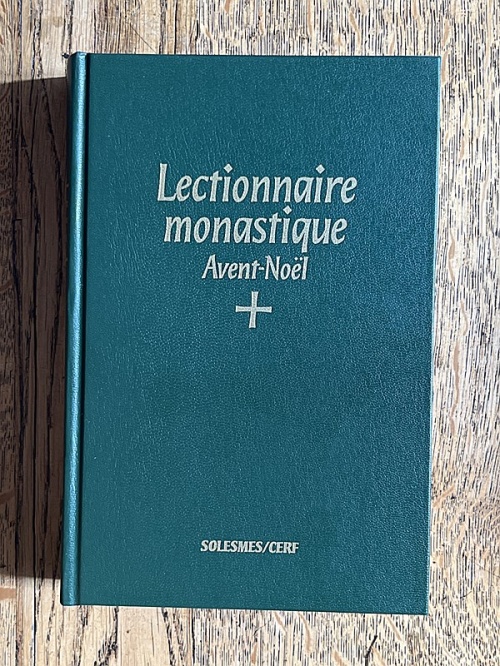 Lectionnaire
monastique
Avent-Noël
SOLESMES/CERF